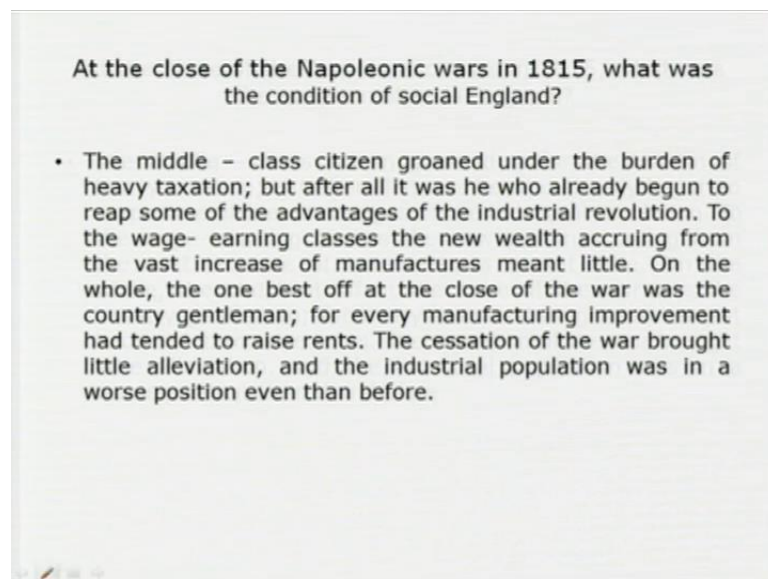 At the close of the Napoleonic wars in 1815, what was
the condition of social England?
• The middle – class citizen groaned under the burden of
heavy taxation; but after all it was he who already begun to
reap some of the advantages of the industrial revolution. To
the wage- earning classes the new wealth accruing from
the vast increase of manufactures meant little. On the
whole, the one best off at the close of the war was the
country gentleman; for every manufacturing improvement
had tended to raise rents. The cessation of the war brought
little alleviation, and the industrial population was in a
worse position even than before.